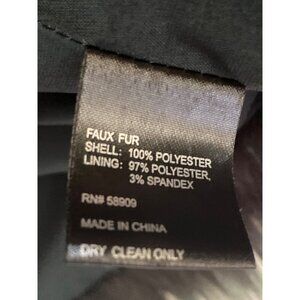 FAUX FUR
SHELL: 100% POLYESTER
LINING: 97% POLYESTER,
3% SPANDEX
RN# 58909
MADE IN CHINA
DRY CLEAN ONLY